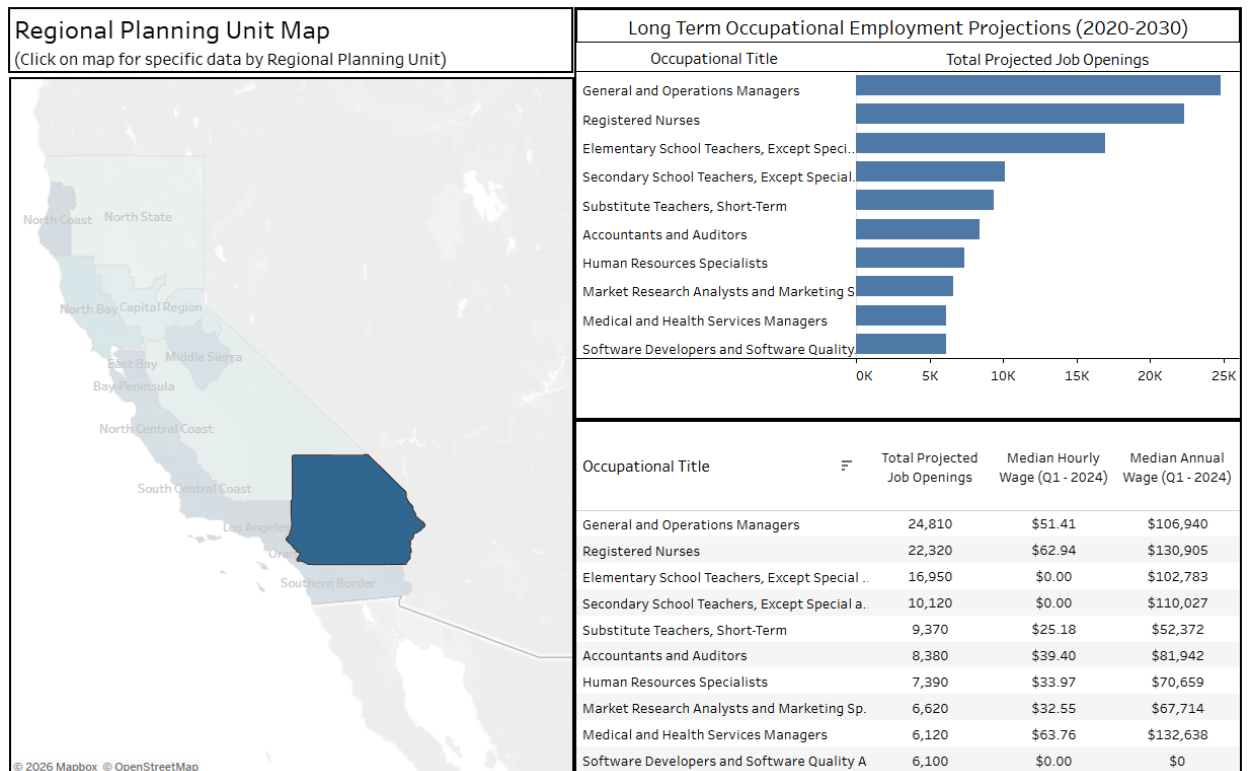 Regional Planning Unit Map
(Click on map for specific data by Regional Planning Unit)
North Coast
North State
North Bay
Capital Region
East Bay
Middle Sierra
Bay-Peninsula
North Central Coast
South Central Coast
Los Angeles
Southern Border
© 2026 Mapbox © OpenStreetMap
Long Term Occupational Employment Projections (2020-2030)
Occupational Title Total Projected Job Openings
General and Operations Managers
Registered Nurses
Elementary School Teachers, Except Speci..
Secondary School Teachers, Except Special.
Substitute Teachers, Short-Term
Accountants and Auditors
Human Resources Specialists
Market Research Analysts and Marketing S
Medical and Health Services Managers
Software Developers and Software Quality
0K 5K 10K 15K 20K 25K
Occupational Title Total Projected Job Openings Median Hourly Wage (Q1 - 2024) Median Annual Wage (Q1 - 2024)
General and Operations Managers 24,810 $51.41 $106,940
Registered Nurses 22,320 $62.94 $130,905
Elementary School Teachers, Except Special .. 16,950 $0.00 $102,783
Secondary School Teachers, Except Special a. 10,120 $0.00 $110,027
Substitute Teachers, Short-Term 9,370 $25.18 $52,372
Accountants and Auditors 8,380 $39.40 $81,942
Human Resources Specialists 7,390 $33.97 $70,659
Market Research Analysts and Marketing Sp. 6,620 $32.55 $67,714
Medical and Health Services Managers 6,120 $63.76 $132,638
Software Developers and Software Quality A 6,100 $0.00 $0